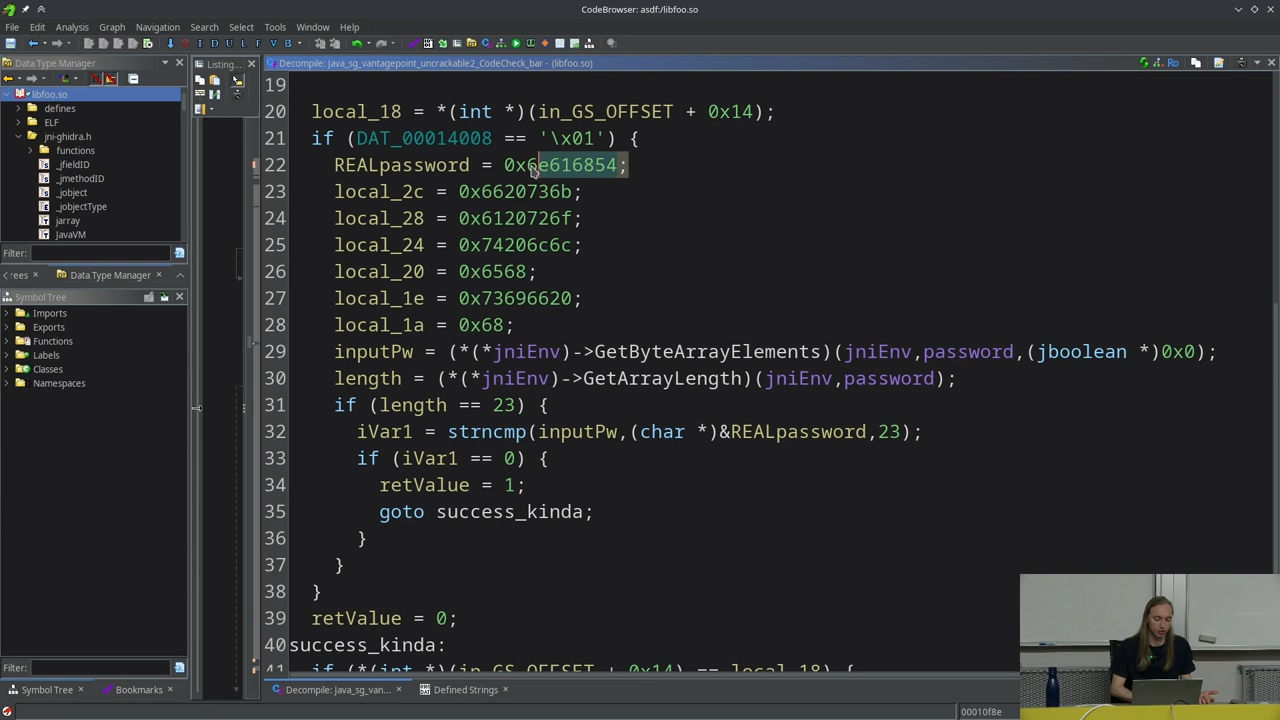 CodeBrowser: asdf:/libfoo.so
File Edit Analysis Graph Navigation Search Select Tools Window Help
I D U L F V B
Data Type Manager
Listing...
Decompile: Java_sg_vantagepoint_uncrackable2_CodeCheck_bar - (libfoo.so)
Ro
libfoo.so
defines
ELF
jni-ghidra.h
functions
_jfieldID
_jmethodID
_jobject
_jobjectType
jarray
JavaVM
Filter:
rees
Data Type Manager
Symbol Tree
Imports
Exports
Functions
Labels
Classes
Namespaces
Filter:
Symbol Tree
Bookmarks
19
20 local_18 = *(int *)(in_GS_OFFSET + 0x14);
21 if (DAT_00014008 == '\x01') {
22 REALpassword = 0x6e616854;
23 local_2c = 0x6620736b;
24 local_28 = 0x6120726f;
25 local_24 = 0x74206c6c;
26 local_20 = 0x6568;
27 local_1e = 0x73696620;
28 local_1a = 0x68;
29 inputPw = (*(*jniEnv)->GetByteArrayElements)(jniEnv,password,(jboolean *)0x0);
30 length = (*(*jniEnv)->GetArrayLength)(jniEnv,password);
31 if (length == 23) {
32 iVar1 = strncmp(inputPw,(char *)&REALpassword,23);
33 if (iVar1 == 0) {
34 retValue = 1;
35 goto success_kinda;
36 }
37 }
38 }
39 retValue = 0;
40 success_kinda:
41 if (*(int *)(in_GS_OFFSET + 0x14) == local_18) {
Decompile: Java_sg_van...
Defined Strings
00010f8e